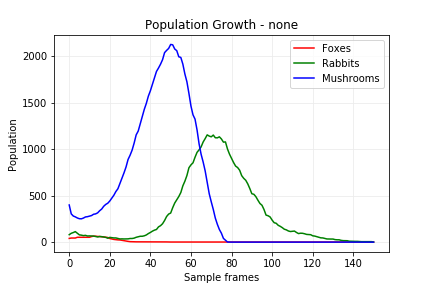 Population Growth - none
Foxes
Rabbits
Mushrooms
Population
2000
1500
1000
500
0
0 20 40 60 80 100 120 140
Sample frames